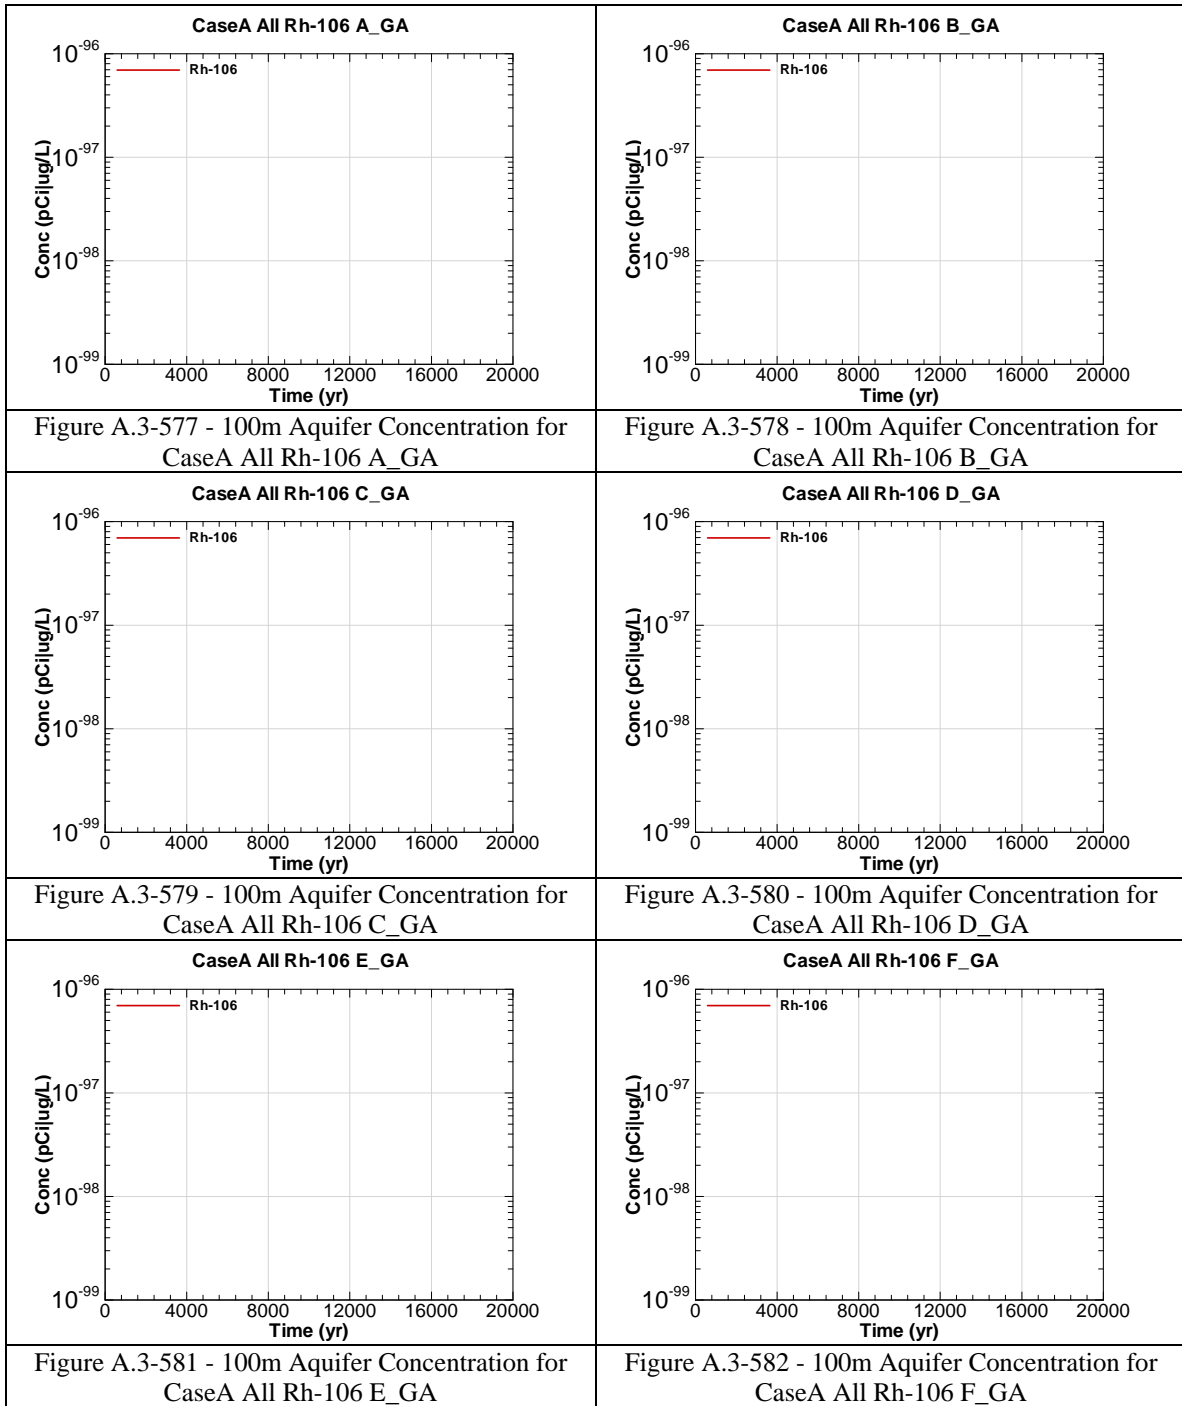 CaseA All Rh-106 A_GA
10-96
Rh-106
10-97
Conc (pCi|ug/L)
10-98
10-99
0 4000 8000 12000 16000 20000
Time (yr)
Figure A.3-577 - 100m Aquifer Concentration for
CaseA All Rh-106 A_GA
CaseA All Rh-106 B_GA
10-96
Rh-106
10-97
Conc (pCi|ug/L)
10-98
10-99
0 4000 8000 12000 16000 20000
Time (yr)
Figure A.3-578 - 100m Aquifer Concentration for
CaseA All Rh-106 B_GA
CaseA All Rh-106 C_GA
10-96
Rh-106
10-97
Conc (pCi|ug/L)
10-98
10-99
0 4000 8000 12000 16000 20000
Time (yr)
Figure A.3-579 - 100m Aquifer Concentration for
CaseA All Rh-106 C_GA
CaseA All Rh-106 D_GA
10-96
Rh-106
10-97
Conc (pCi|ug/L)
10-98
10-99
0 4000 8000 12000 16000 20000
Time (yr)
Figure A.3-580 - 100m Aquifer Concentration for
CaseA All Rh-106 D_GA
CaseA All Rh-106 E_GA
10-96
Rh-106
10-97
Conc (pCi|ug/L)
10-98
10-99
0 4000 8000 12000 16000 20000
Time (yr)
Figure A.3-581 - 100m Aquifer Concentration for
CaseA All Rh-106 E_GA
CaseA All Rh-106 F_GA
10-96
Rh-106
10-97
Conc (pCi|ug/L)
10-98
10-99
0 4000 8000 12000 16000 20000
Time (yr)
Figure A.3-582 - 100m Aquifer Concentration for
CaseA All Rh-106 F_GA